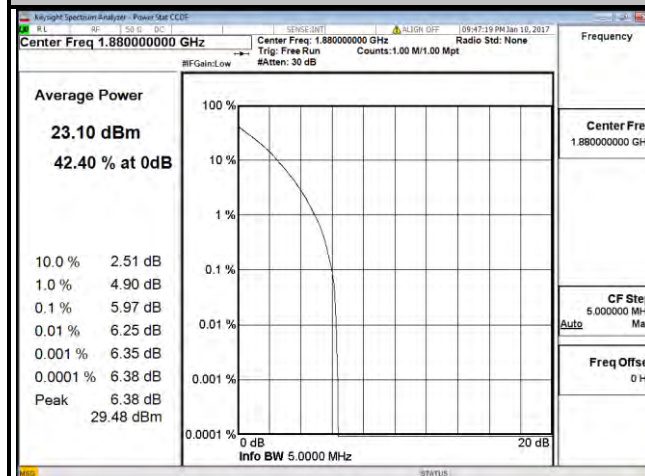 Keysight Spectrum Analyzer - Power Stat CCDF
RL RF 50 Ω DC SENSE:INT ALIGN OFF 09:47:19 PM Jan 10, 2017
Center Freq 1.880000000 GHz
Center Freq: 1.880000000 GHz Radio Std: None
Trig: Free Run Counts:1.00 M/1.00 Mpt
#IFGain:Low #Atten: 30 dB
Frequency
Average Power
23.10 dBm
42.40 % at 0dB
10.0 % 2.51 dB
1.0 % 4.90 dB
0.1 % 5.97 dB
0.01 % 6.25 dB
0.001 % 6.35 dB
0.0001 % 6.38 dB
Peak 6.38 dB
29.48 dBm
100 %
10 %
1 %
0.1 %
0.01 %
0.001 %
0.0001 %
0 dB 20 dB
Info BW 5.0000 MHz
Center Fre
1.880000000 GH
CF Ste
5.000000 MH
Auto Ma
Freq Offse
0 H
MSG STATUS